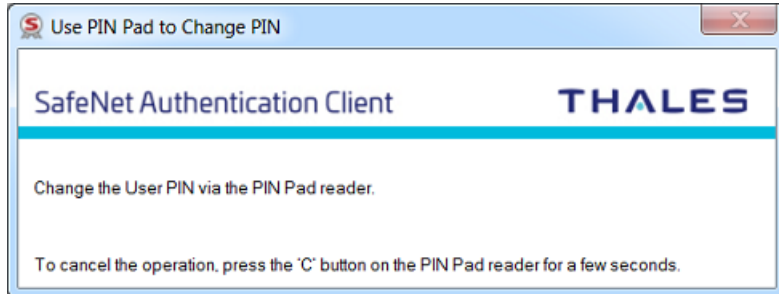 Use PIN Pad to Change PIN
SafeNet Authentication Client THALES
Change the User PIN via the PIN Pad reader.
To cancel the operation, press the 'C' button on the PIN Pad reader for a few seconds.